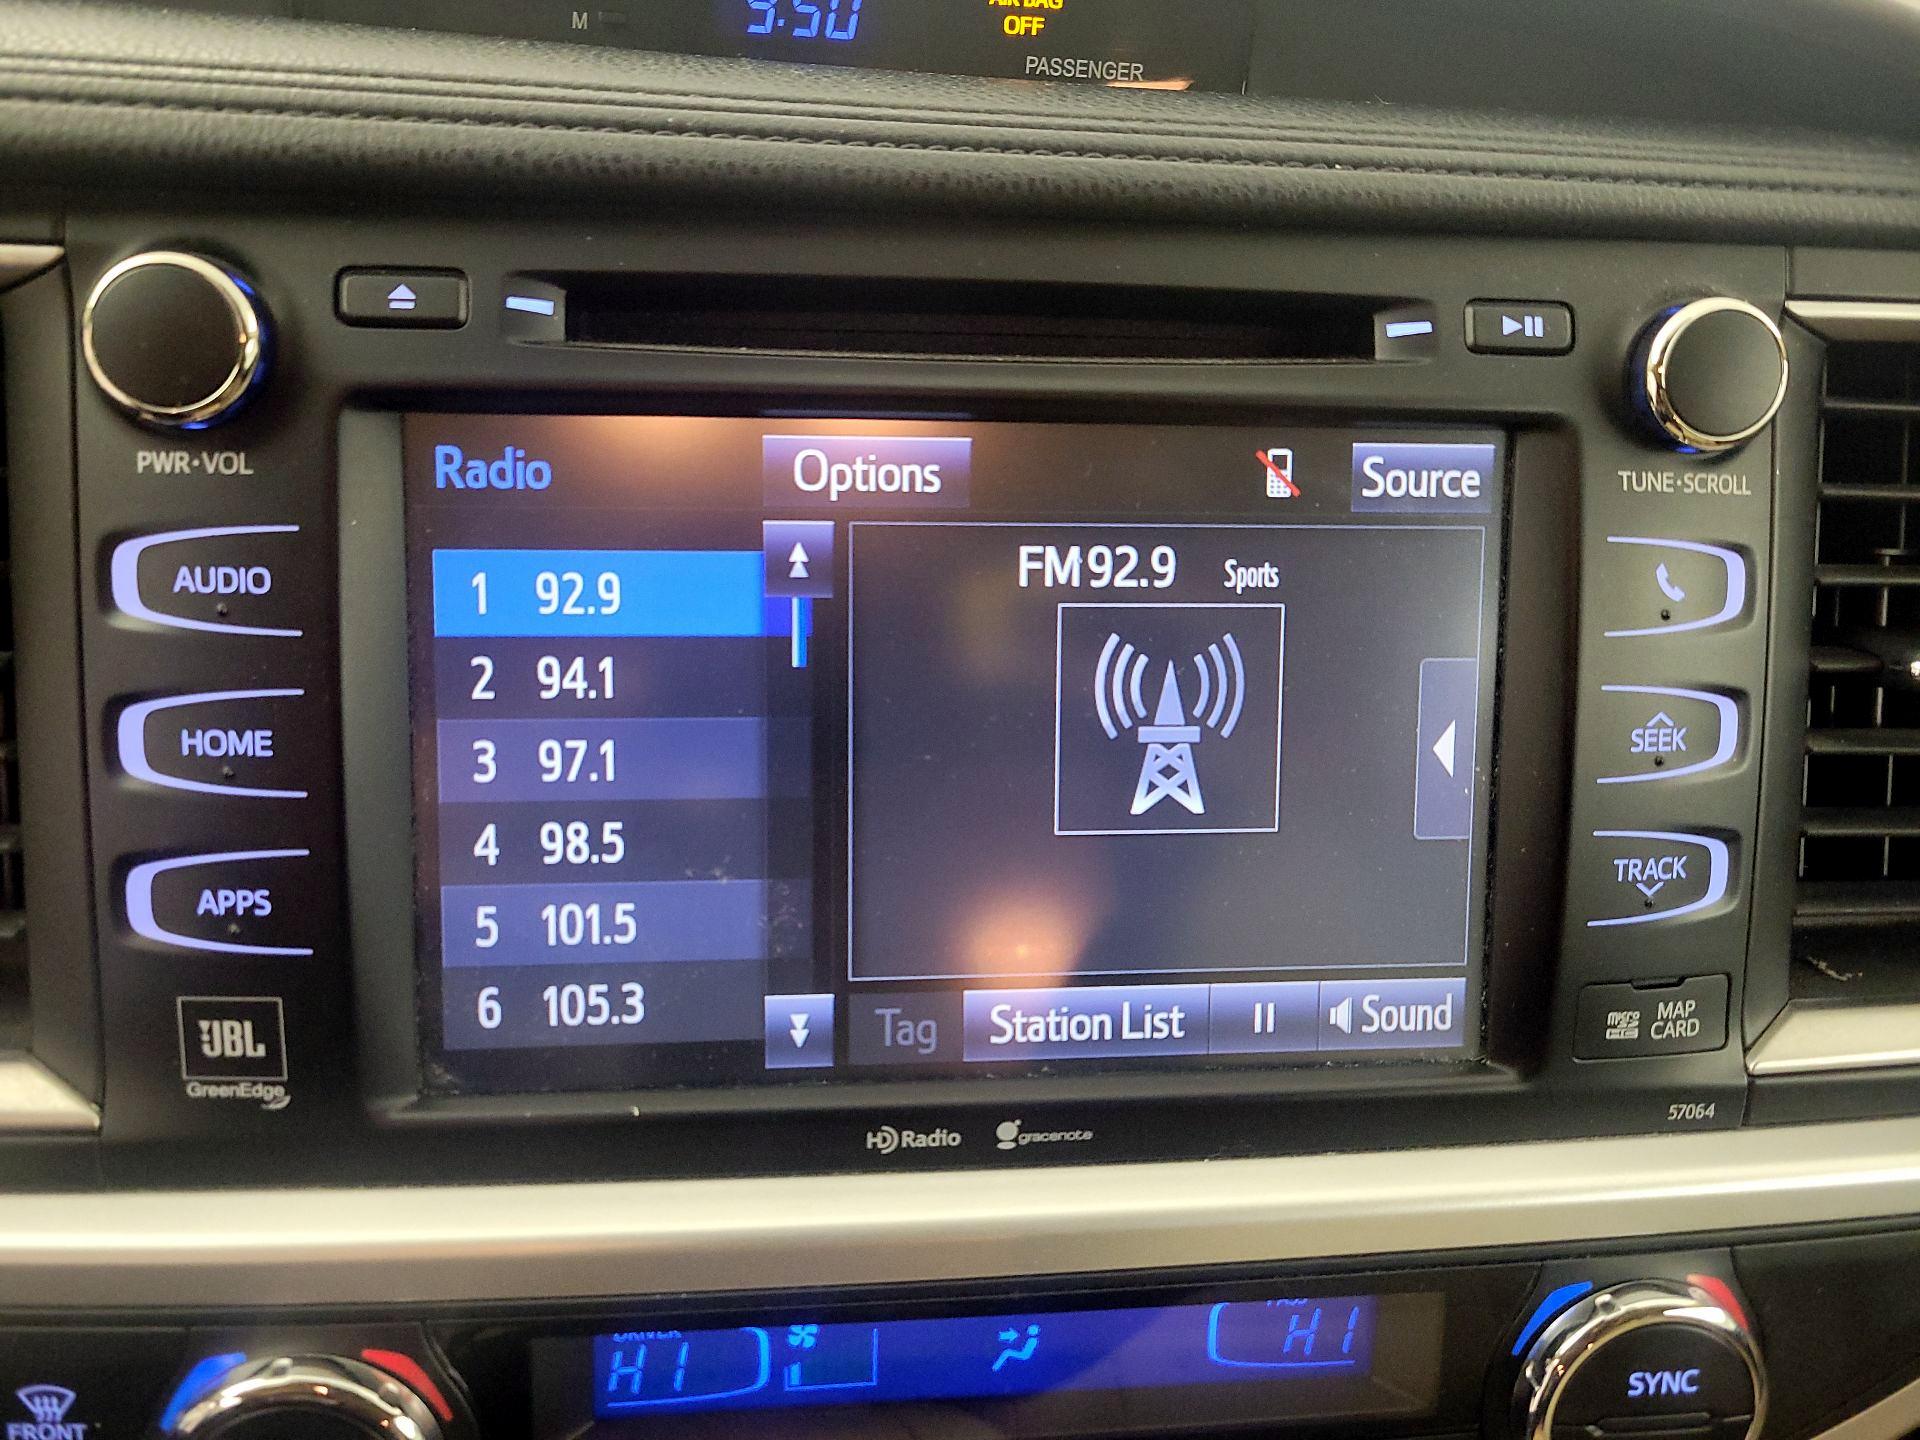 M
AIR BAG
OFF
PASSENGER
PWR·VOL
TUNE·SCROLL
Radio
Options
Source
AUDIO
HOME
APPS
1 92.9
2 94.1
3 97.1
4 98.5
5 101.5
6 105.3
FM 92.9 Sports
Tag
Station List
Sound
SEEK
TRACK
micro
MAP
CARD
JBL
GreenEdge
57064
HD Radio
gracenote
HI
HI
SYNC
FRONT